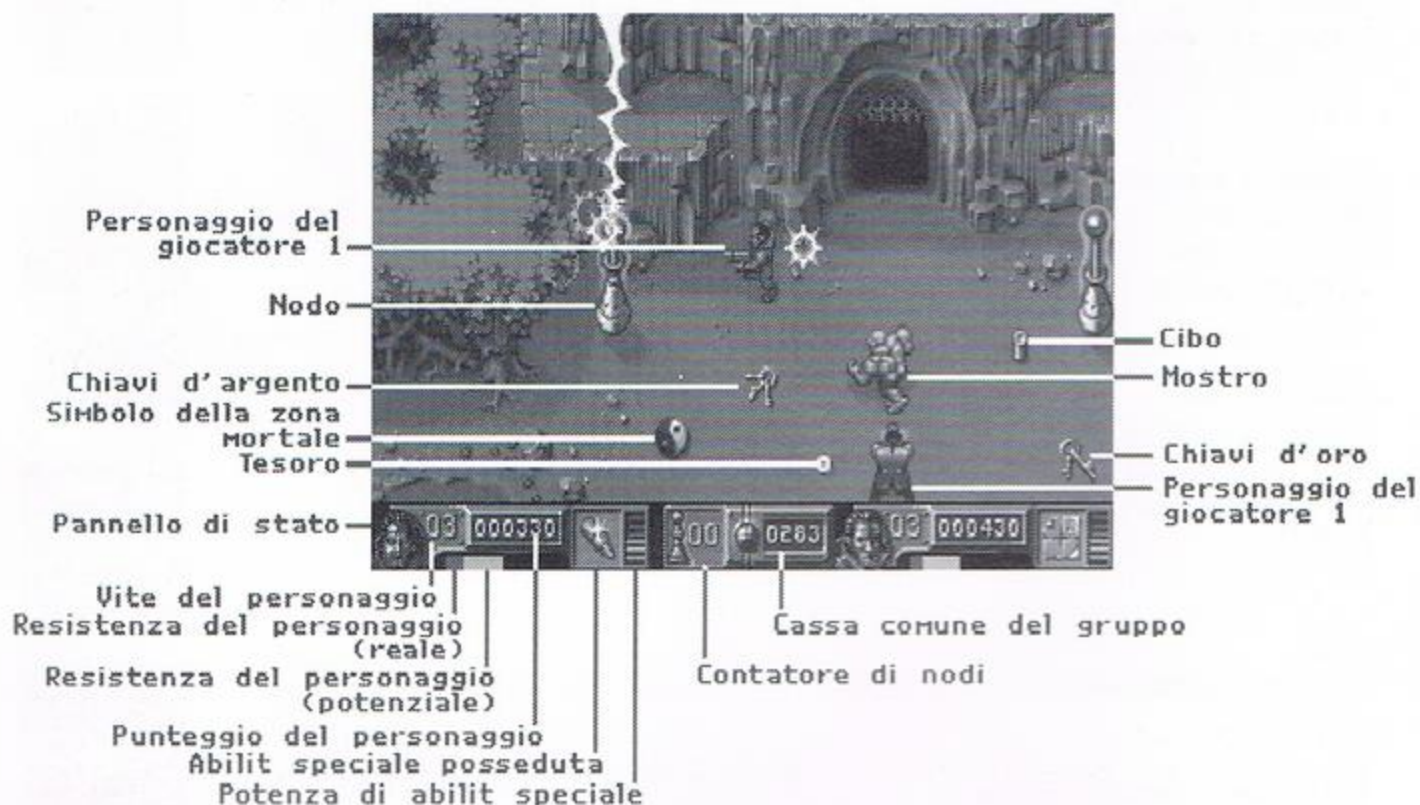 Personaggio del
giocatore 1
Nodo
Chiavi d'argento
Simbolo della zona
mortale
Tesoro
Pannello di stato
Cibo
Mostro
Chiavi d'oro
Personaggio del
giocatore 1
03 000330 00 0283 03 000430
Vite del personaggio
Resistenza del personaggio
(reale)
Resistenza del personaggio
(potenziale)
Punteggio del personaggio
Abilit speciale posseduta
Potenza di abilit speciale
Cassa comune del gruppo
Contatore di nodi